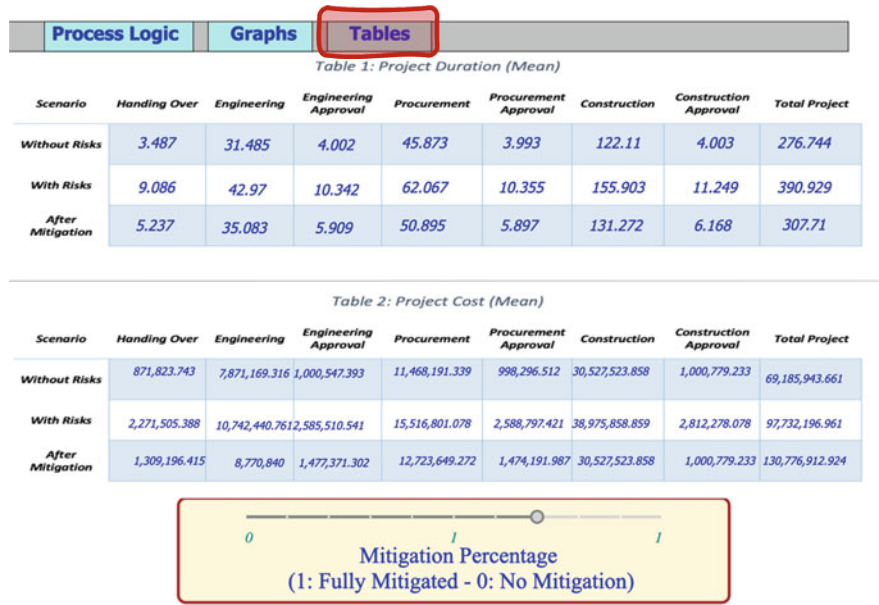 Process Logic Graphs Tables
Table 1: Project Duration (Mean)
Scenario Handing Over Engineering Engineering Approval Procurement Procurement Approval Construction Construction Approval Total Project
Without Risks 3.487 31.485 4.002 45.873 3.993 122.11 4.003 276.744
With Risks 9.086 42.97 10.342 62.067 10.355 155.903 11.249 390.929
After Mitigation 5.237 35.083 5.909 50.895 5.897 131.272 6.168 307.71
Table 2: Project Cost (Mean)
Scenario Handing Over Engineering Engineering Approval Procurement Procurement Approval Construction Construction Approval Total Project
Without Risks 871,823.743 7,871,169.316 1,000,547.393 11,468,191.339 998,296.512 30,527,523.858 1,000,779.233 69,185,943.661
With Risks 2,271,505.388 10,742,440.761 2,585,510.541 15,516,801.078 2,588,797.421 38,975,858.859 2,812,278.078 97,732,196.961
After Mitigation 1,309,196.415 8,770,840 1,477,371.302 12,723,649.272 1,474,191.987 30,527,523.858 1,000,779.233 130,776,912.924
0 1 1
Mitigation Percentage
(1: Fully Mitigated - 0: No Mitigation)